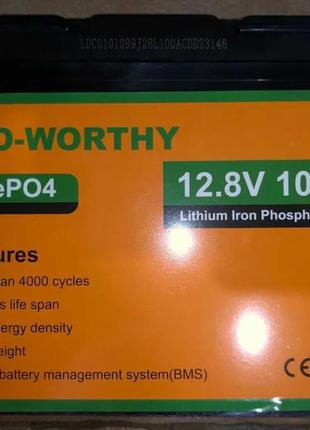 LDC0101099J28L100ACDD23148
O-WORTHY
ePO4
12.8V 10
Lithium Iron Phosph
ures
an 4000 cycles
s life span
ergy density
eight
battery management system(BMS)
CE